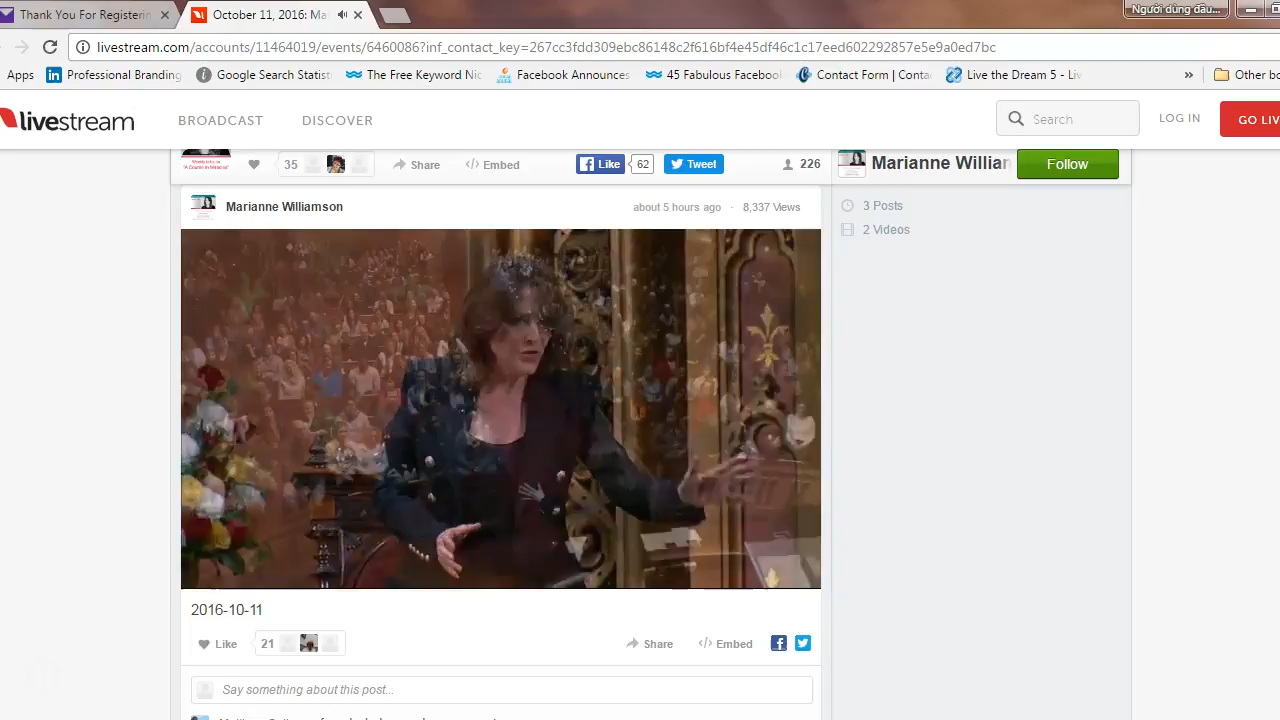 Thank You For Registerin
October 11, 2016: Ma
Người dùng đầu...
livestream.com/accounts/11464019/events/6460086?inf_contact_key=267cc3fdd309ebc86148c2f616bf4e45df46c1c17eed602292857e5e9a0ed7bc
Apps
Professional Branding
Google Search Statist
The Free Keyword Nic
Facebook Announces
45 Fabulous Facebook
Contact Form | Conta
Live the Dream 5 - Liv
»
Other bo
livestream
BROADCAST
DISCOVER
Search
LOG IN
GO LIV
35
Share
Embed
Like
62
Tweet
226
Marianne Willian
Follow
Marianne Williamson
about 5 hours ago · 8,337 Views
3 Posts
2 Videos
2016-10-11
Like
21
Share
Embed
Say something about this post...